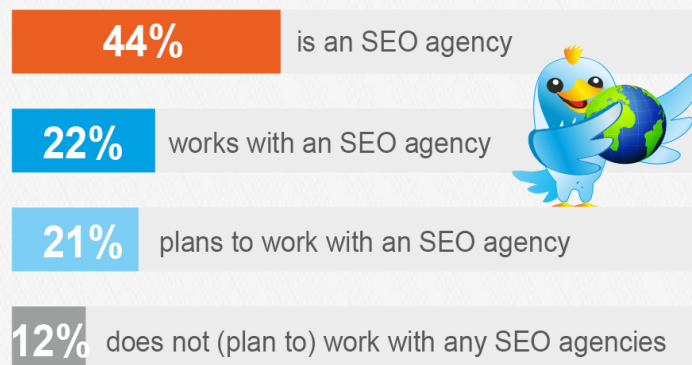 44% is an SEO agency
22% works with an SEO agency
21% plans to work with an SEO agency
12% does not (plan to) work with any SEO agencies